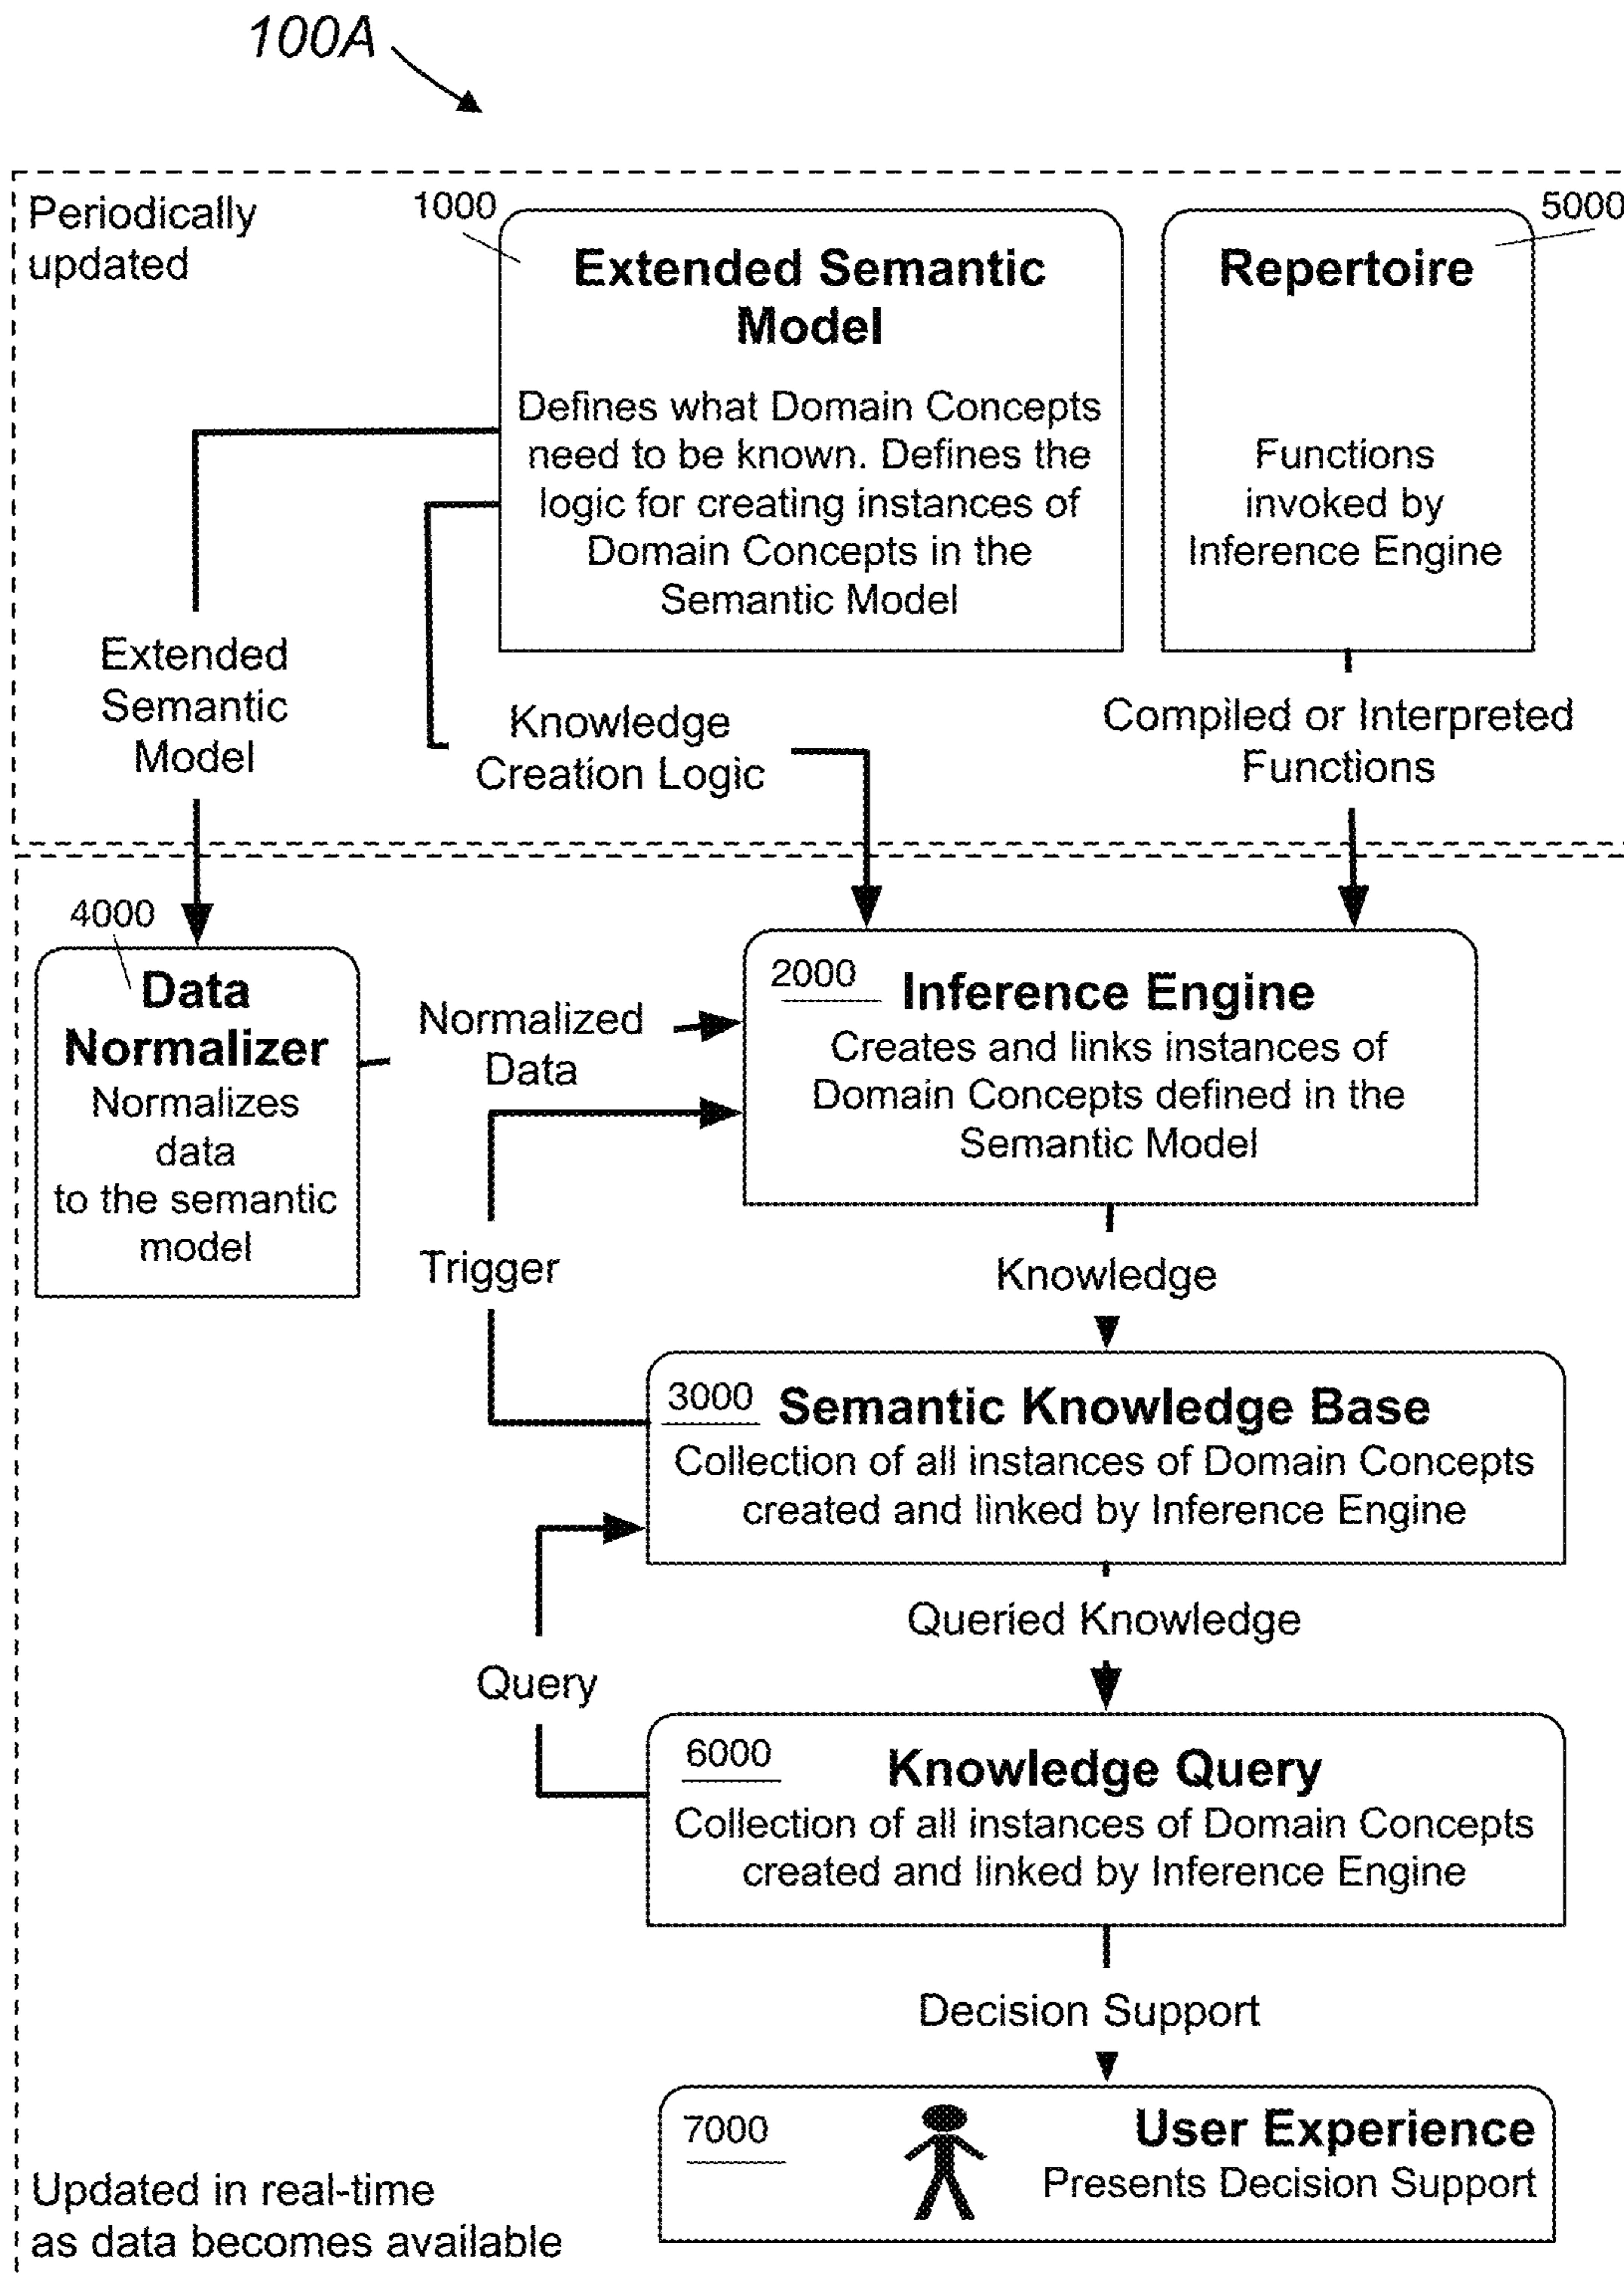 100A
Periodically
updated
1000
Extended Semantic
Model
Defines what Domain Concepts
need to be known. Defines the
logic for creating instances of
Domain Concepts in the
Semantic Model
5000
Repertoire
Functions
invoked by
Inference Engine
Extended
Semantic
Model
Knowledge
Creation Logic
Compiled or Interpreted
Functions
4000
Data
Normalizer
Normalizes
data
to the semantic
model
Normalized
Data
2000 Inference Engine
Creates and links instances of
Domain Concepts defined in the
Semantic Model
Trigger
Knowledge
3000 Semantic Knowledge Base
Collection of all instances of Domain Concepts
created and linked by Inference Engine
Queried Knowledge
Query
6000 Knowledge Query
Collection of all instances of Domain Concepts
created and linked by Inference Engine
Decision Support
7000 User Experience
Presents Decision Support
Updated in real-time
as data becomes available